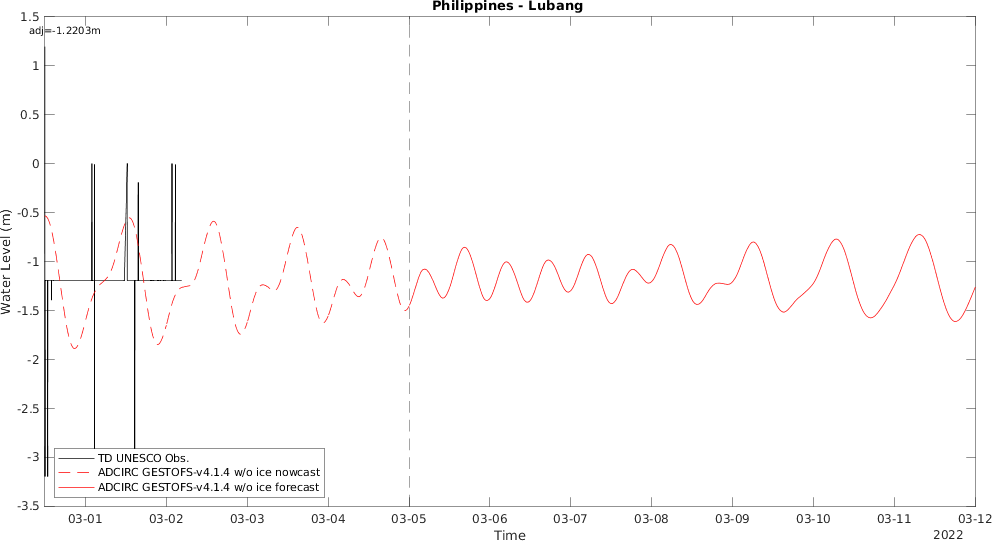 Philippines - Lubang
adj=-1.2203m
1.5
1
0.5
0
-0.5
-1
-1.5
-2
-2.5
-3
-3.5
Water Level (m)
TD UNESCO Obs.
ADCIRC GESTOFS-v4.1.4 w/o ice nowcast
ADCIRC GESTOFS-v4.1.4 w/o ice forecast
03-01 03-02 03-03 03-04 03-05 03-06 03-07 03-08 03-09 03-10 03-11 03-12
Time
2022